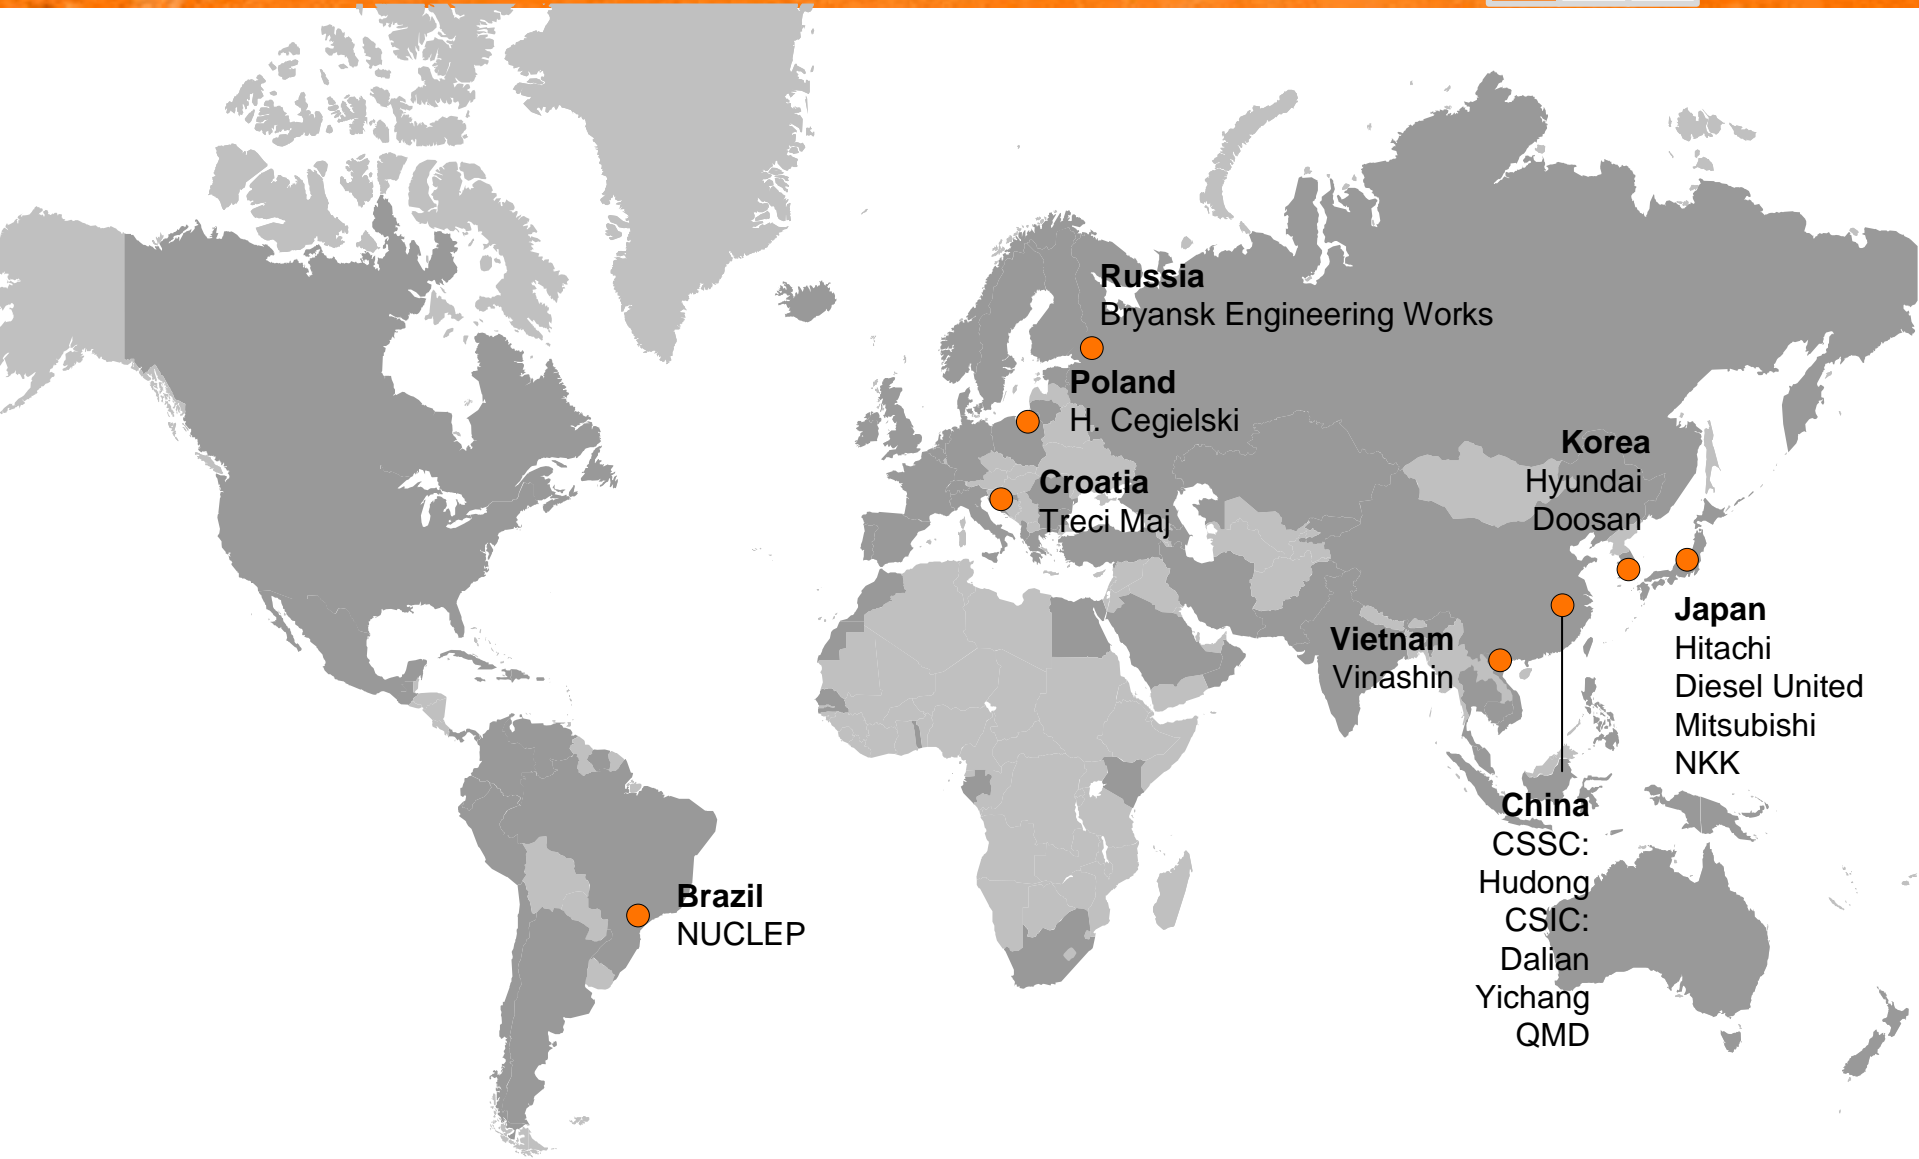 Russia
Bryansk Engineering Works
Poland
H. Cegielski
Croatia
Treci Maj
Korea
Hyundai
Doosan
Japan
Hitachi
Diesel United
Mitsubishi
NKK
Vietnam
Vinashin
China
CSSC:
Hudong
CSIC:
Dalian
Yichang
QMD
Brazil
NUCLEP